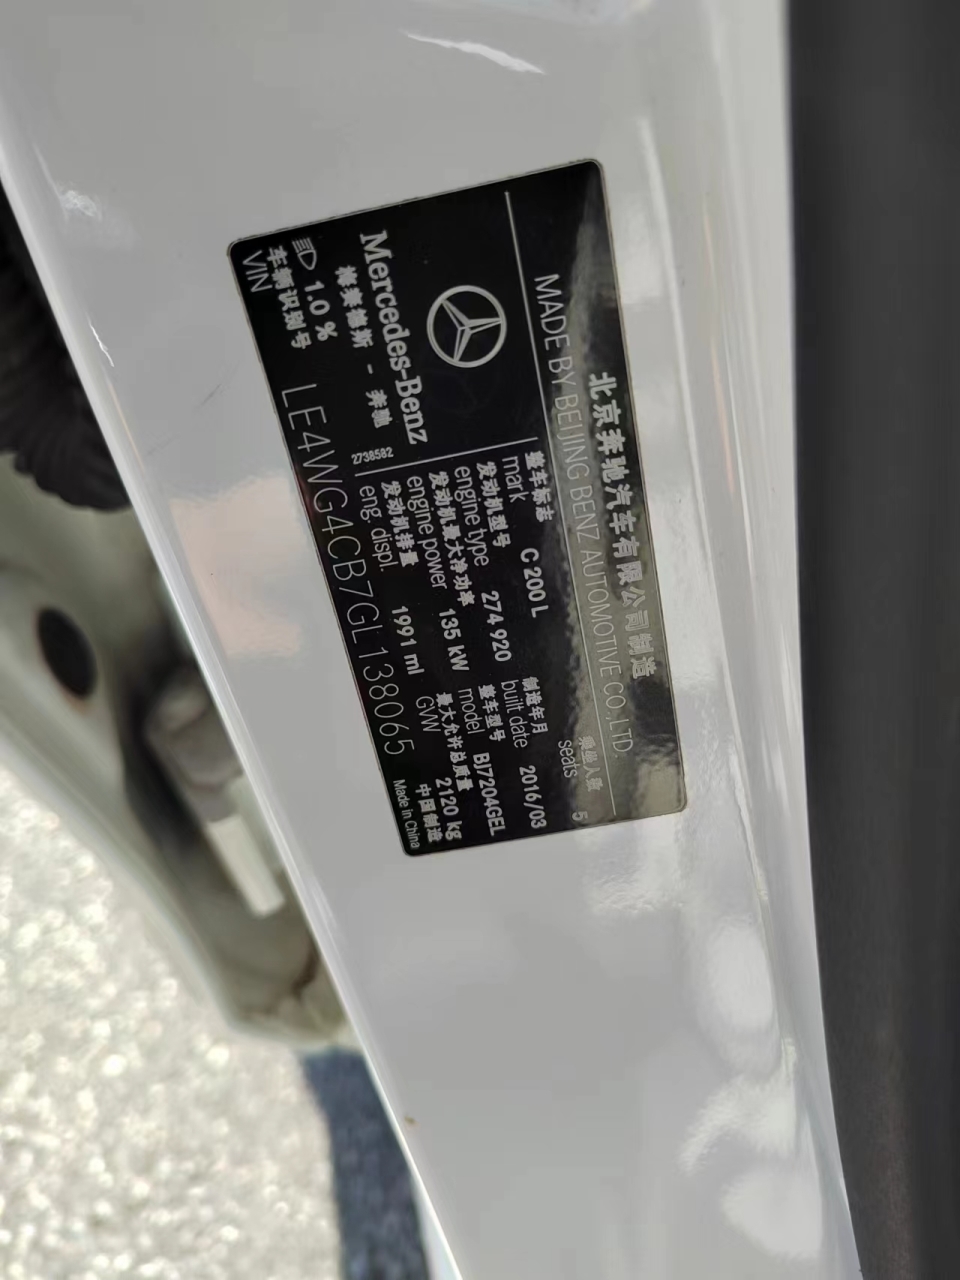 北京奔驰汽车有限公司制造
MADE BY BEIJING BENZ AUTOMOTIVE CO.,LTD.
乘坐人数 5
seats
整车标志 C 200 L
mark
制造年月 2016/03
built date
发动机型号 274 920
engine type
整车型号 BJ7204GEL
model
发动机最大净功率 135 kW
engine power
最大允许总质量 2120 kg
GVW
发动机排量 1991 ml
eng. displ.
中国制造
Made in China
Mercedes-Benz
梅赛德斯 - 奔驰
2738582
1.0 %
车辆识别号
VIN LE4WG4CB7GL138065